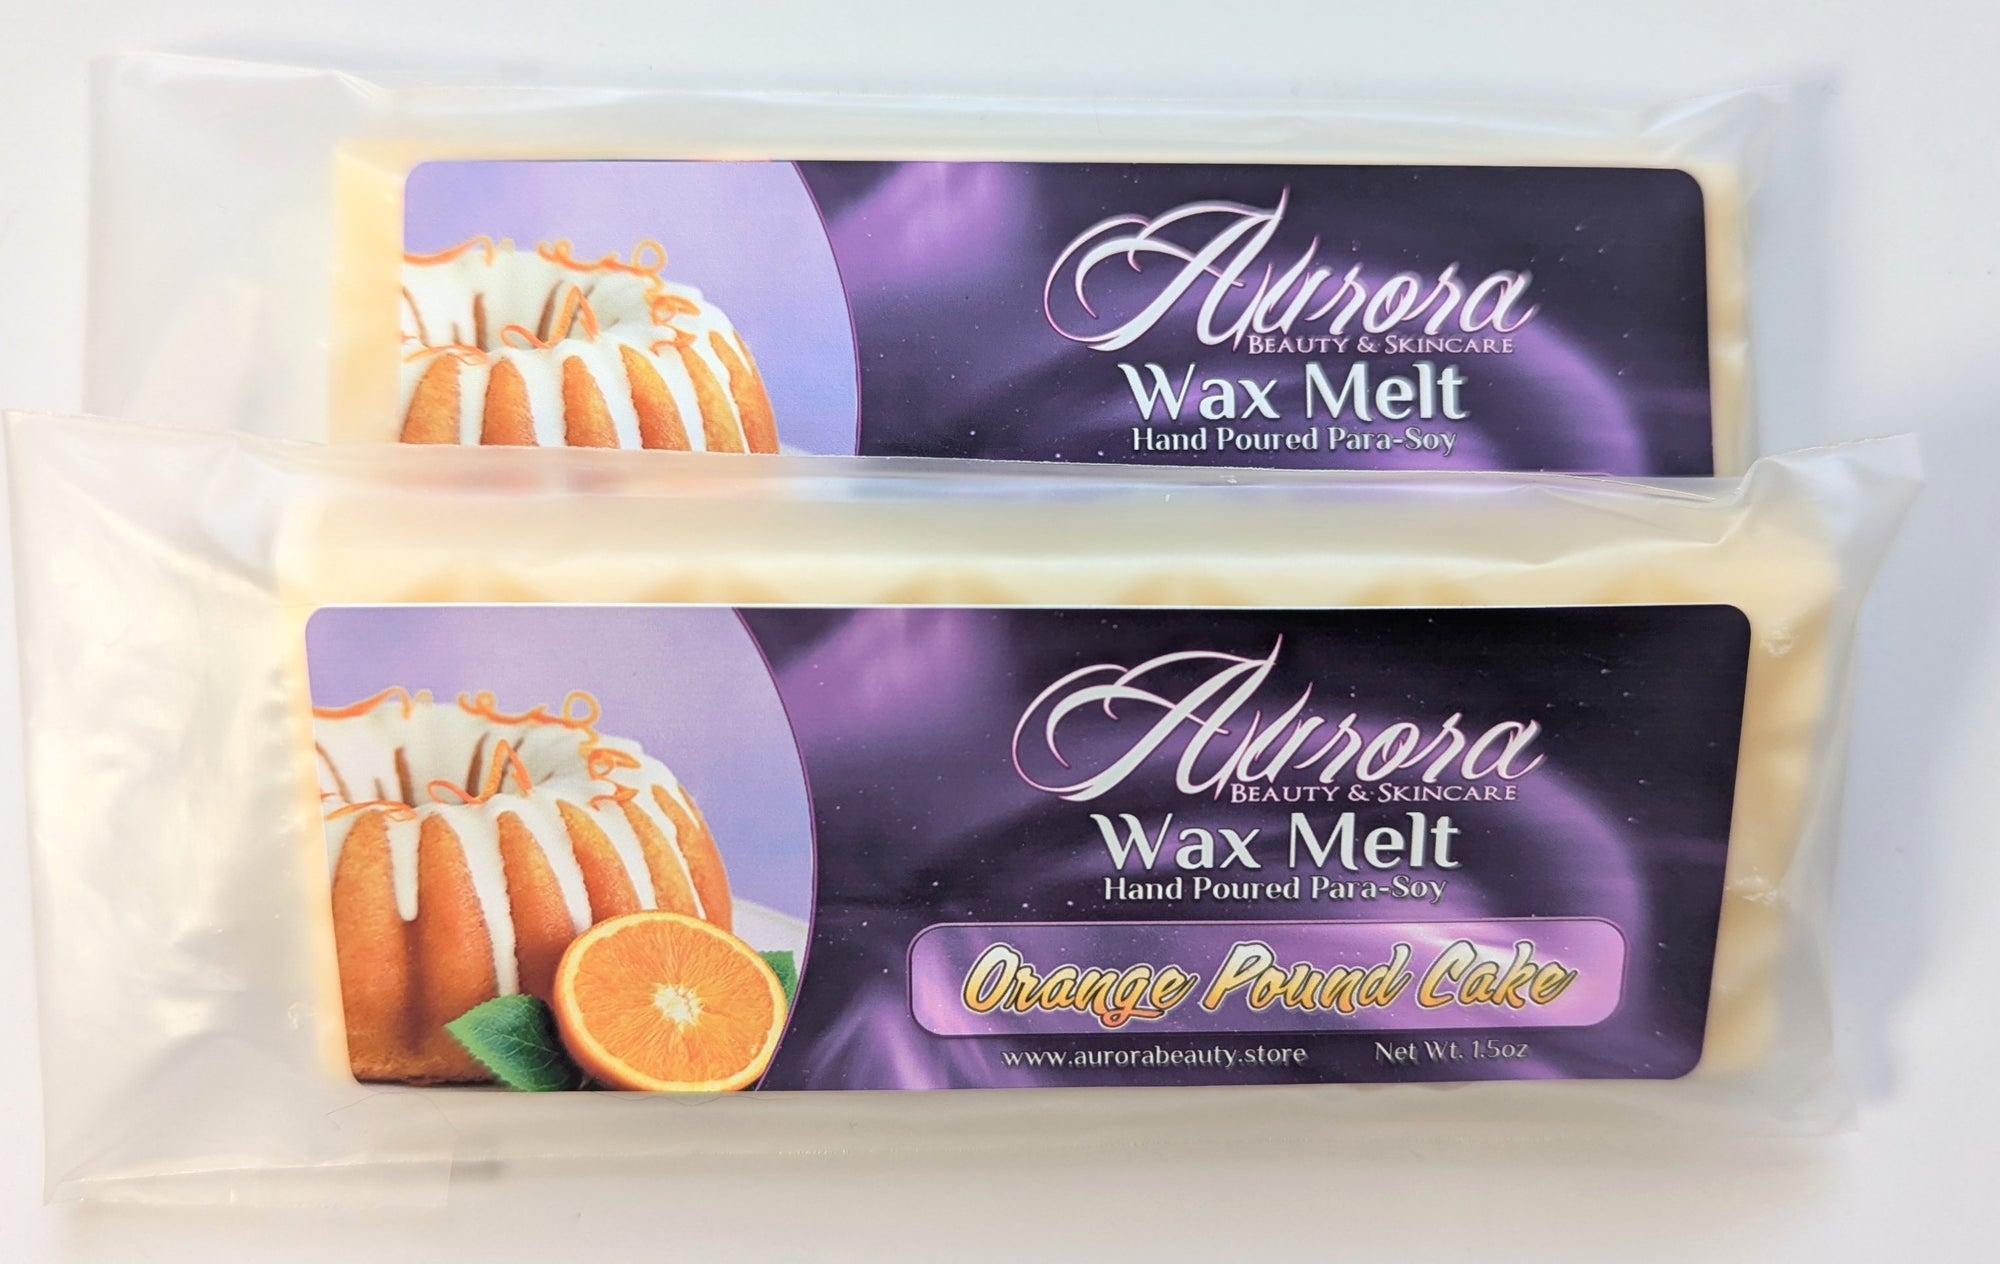 Aurora
BEAUTY & SKINCARE
Wax Melt
Hand Poured Para-Soy
Aurora
BEAUTY & SKINCARE
Wax Melt
Hand Poured Para-Soy
Orange Pound Cake
www.aurorabeauty.store Net Wt. 1.5oz